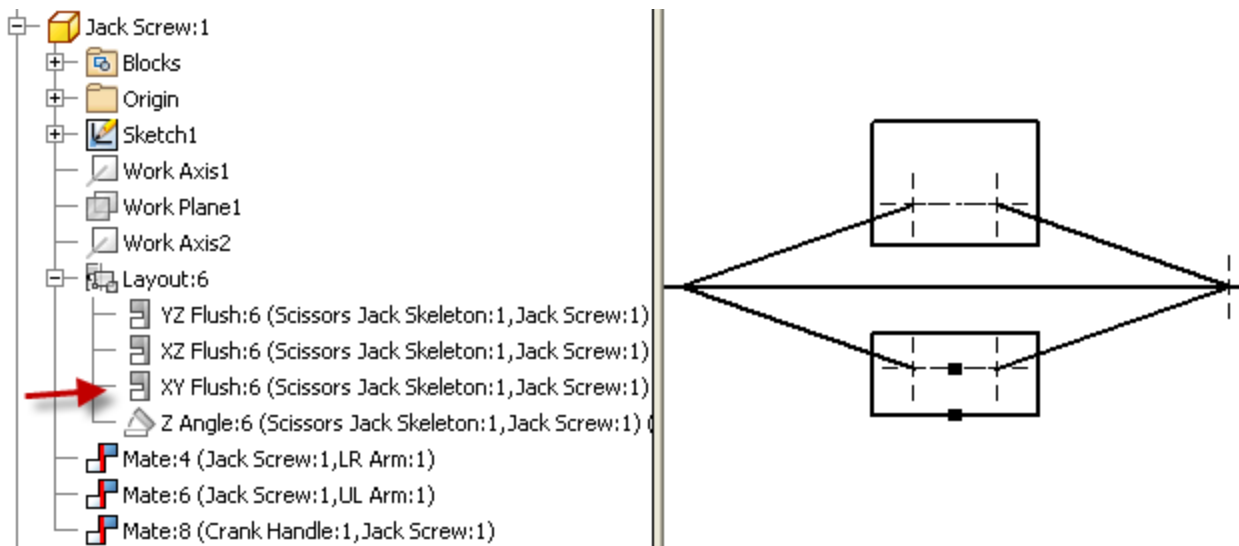 Jack Screw:1
Blocks
Origin
Sketch1
Work Axis1
Work Plane1
Work Axis2
Layout:6
YZ Flush:6 (Scissors Jack Skeleton:1,Jack Screw:1)
XZ Flush:6 (Scissors Jack Skeleton:1,Jack Screw:1)
XY Flush:6 (Scissors Jack Skeleton:1,Jack Screw:1)
Z Angle:6 (Scissors Jack Skeleton:1,Jack Screw:1) (
Mate:4 (Jack Screw:1,LR Arm:1)
Mate:6 (Jack Screw:1,UL Arm:1)
Mate:8 (Crank Handle:1,Jack Screw:1)